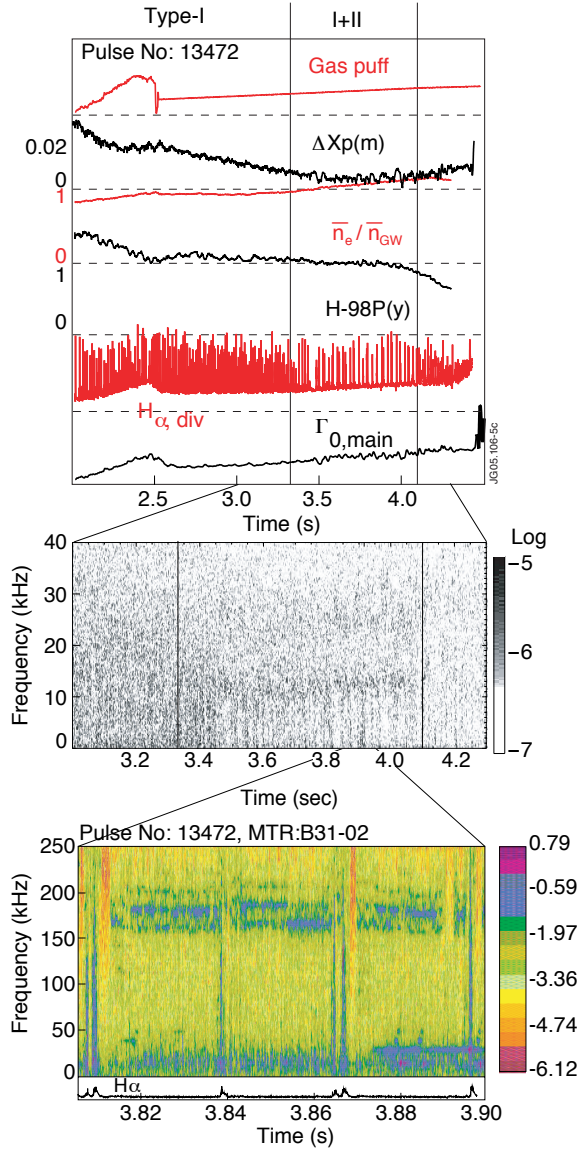 Type-I
I+II
Pulse No: 13472
Gas puff
ΔXp(m)
0.02
0
1
n̅e / n̅GW
0
1
H-98P(y)
0
Hα, div
Γ0,main
JG05.106-5c
2.5 3.0 3.5 4.0
Time (s)
Log
40
30
20
10
0
Frequency (kHz)
−5
−6
−7
3.2 3.4 3.6 3.8 4.0 4.2
Time (sec)
Pulse No: 13472, MTR:B31-02
250
200
150
100
50
0
Frequency (kHz)
0.79
-0.59
-1.97
-3.36
-4.74
-6.12
Hα
3.82 3.84 3.86 3.88 3.90
Time (s)